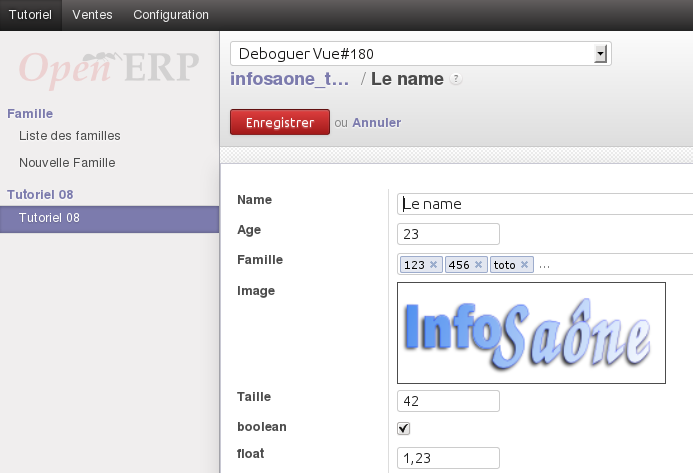 Tutoriel Ventes Configuration
Open ERP
Famille
Liste des familles
Nouvelle Famille
Tutoriel 08
Tutoriel 08
Deboguer Vue#180
infosaone_t... / Le name ?
Enregistrer ou Annuler
Name Le name
Age 23
Famille 123 × 456 × toto × ...
Image InfoSaône
Taille 42
boolean
float 1,23